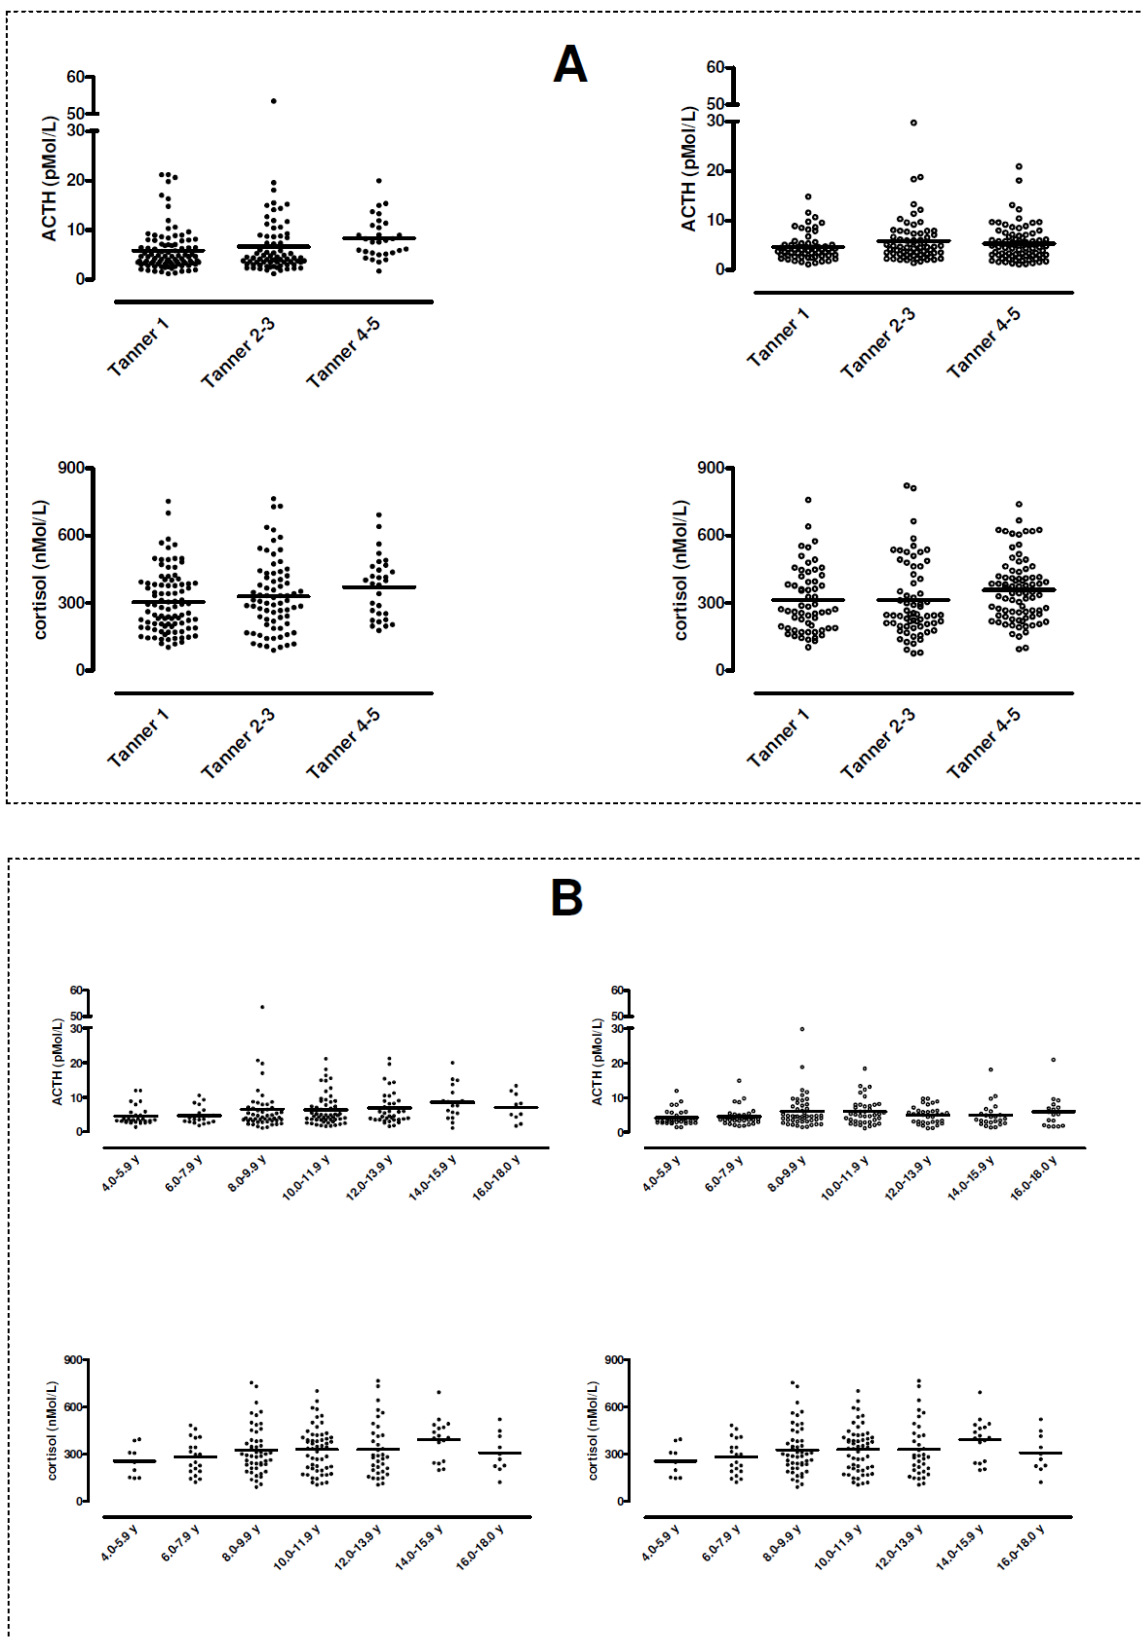 A
60
50
30
20
10
0
ACTH (pMol/L)
Tanner 1
Tanner 2-3
Tanner 4-5
60
50
30
20
10
0
ACTH (pMol/L)
Tanner 1
Tanner 2-3
Tanner 4-5
900
600
300
0
cortisol (nMol/L)
Tanner 1
Tanner 2-3
Tanner 4-5
900
600
300
0
cortisol (nMol/L)
Tanner 1
Tanner 2-3
Tanner 4-5
B
60
50
30
20
10
0
ACTH (pMol/L)
4.0-5.9 y
6.0-7.9 y
8.0-9.9 y
10.0-11.9 y
12.0-13.9 y
14.0-15.9 y
16.0-18.0 y
60
50
30
20
10
0
ACTH (pMol/L)
4.0-5.9 y
6.0-7.9 y
8.0-9.9 y
10.0-11.9 y
12.0-13.9 y
14.0-15.9 y
16.0-18.0 y
900
600
300
0
cortisol (nMol/L)
4.0-5.9 y
6.0-7.9 y
8.0-9.9 y
10.0-11.9 y
12.0-13.9 y
14.0-15.9 y
16.0-18.0 y
900
600
300
0
cortisol (nMol/L)
4.0-5.9 y
6.0-7.9 y
8.0-9.9 y
10.0-11.9 y
12.0-13.9 y
14.0-15.9 y
16.0-18.0 y